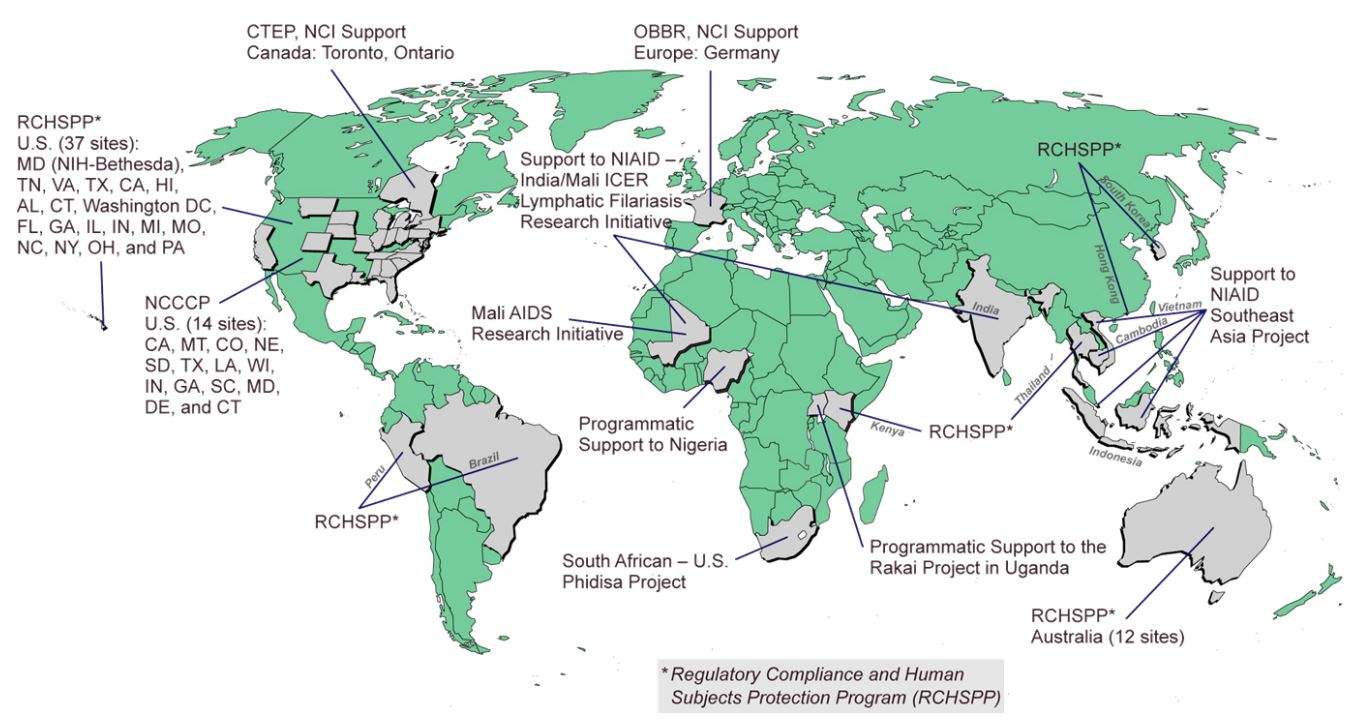 CTEP, NCI Support
Canada: Toronto, Ontario
OBBR, NCI Support
Europe: Germany
RCHSPP*
U.S. (37 sites):
MD (NIH-Bethesda),
TN, VA, TX, CA, HI,
AL, CT, Washington DC,
FL, GA, IL, IN, MI, MO,
NC, NY, OH, and PA
Support to NIAID –
India/Mali ICER
Lymphatic Filariasis
Research Initiative
RCHSPP*
South Korea
Hong Kong
NCCCP
U.S. (14 sites):
CA, MT, CO, NE,
SD, TX, LA, WI,
IN, GA, SC, MD,
DE, and CT
Mali AIDS
Research Initiative
India
Support to
NIAID
Southeast
Asia Project
Vietnam
Cambodia
Thailand
Programmatic
Support to Nigeria
Kenya
RCHSPP*
Indonesia
Peru
Brazil
RCHSPP*
South African – U.S.
Phidisa Project
Programmatic Support to the
Rakai Project in Uganda
RCHSPP*
Australia (12 sites)
*Regulatory Compliance and Human
Subjects Protection Program (RCHSPP)